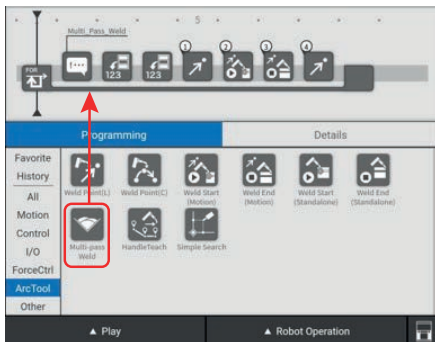 5
Multi_Pass_Weld
1 2 3 4
FOR
!... 123 123
Programming Details
Favorite
History
All
Motion
Control
I/O
ForceCtrl
ArcTool
Other
Weld Point(L) Weld Point(C) Weld Start (Motion) Weld End (Motion) Weld Start (Standalone) Weld End (Standalone)
Multi-pass Weld HandleTeach Simple Search
▲ Play ▲ Robot Operation